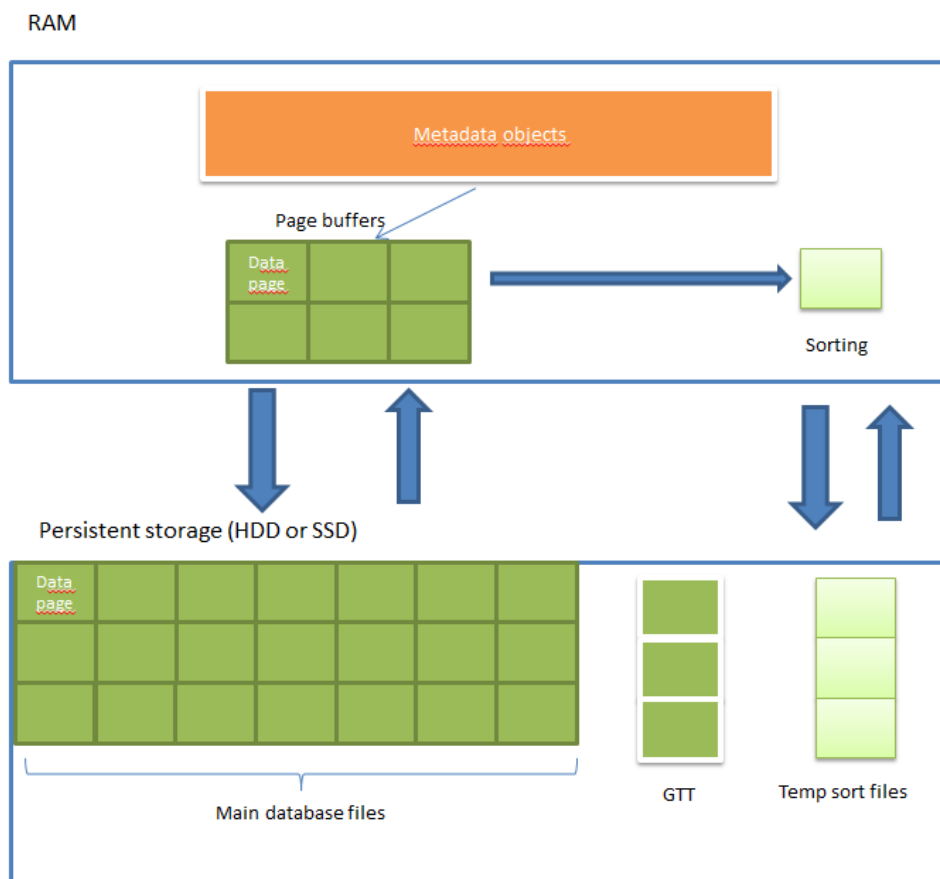 RAM
Metadata objects
Page buffers
Data
page
Sorting
Persistent storage (HDD or SSD)
Data
page
Main database files
GTT
Temp sort files